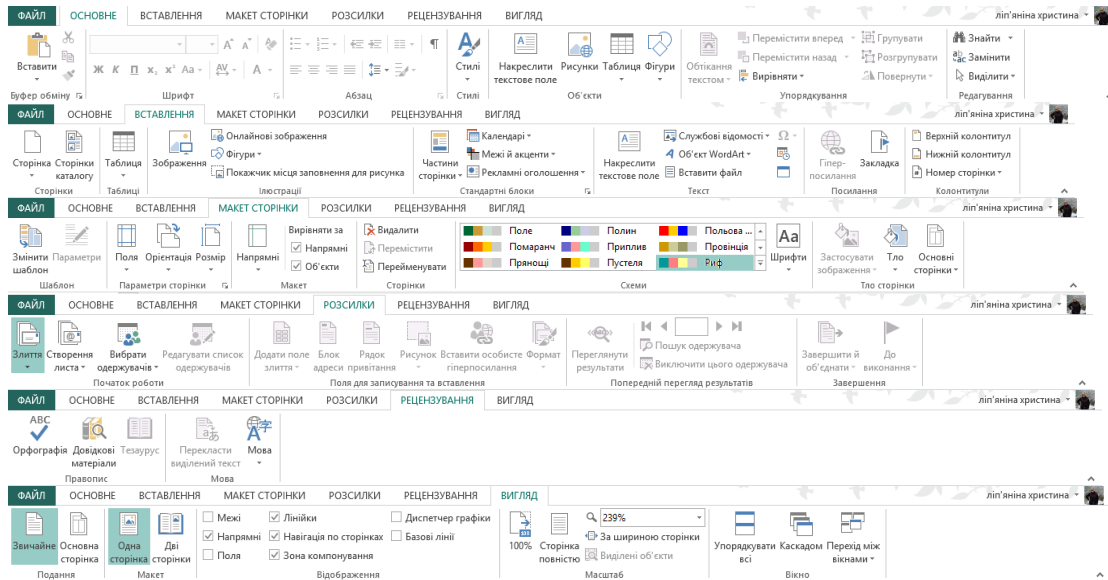 ФАЙЛ ОСНОВНЕ ВСТАВЛЕННЯ МАКЕТ СТОРІНКИ РОЗСИЛКИ РЕЦЕНЗУВАННЯ ВИГЛЯД ліп'яніна христина
Вставити
Ж К П x₂ x² Aa AV A
Стилі
Накреслити текстове поле
Рисунки Таблиця Фігури
Обтікання текстом
Перемістити вперед
Перемістити назад
Вирівняти
Групувати
Розгрупувати
Повернути
Знайти
Замінити
Виділити
Буфер обміну Шрифт Абзац Стилі Об'єкти Упорядкування Редагування
ФАЙЛ ОСНОВНЕ ВСТАВЛЕННЯ МАКЕТ СТОРІНКИ РОЗСИЛКИ РЕЦЕНЗУВАННЯ ВИГЛЯД ліп'яніна христина
Сторінка
Сторінки каталогу
Таблиця
Зображення
Онлайнові зображення
Фігури
Покажчик місця заповнення для рисунка
Частини сторінки
Календарі
Межі й акценти
Рекламні оголошення
Накреслити текстове поле
Службові відомості
Об'єкт WordArt
Вставити файл
Ω
Гіпер-посилання
Закладка
Верхній колонтитул
Нижній колонтитул
Номер сторінки
Сторінки Таблиці Ілюстрації Стандартні блоки Текст Посилання Колонтитули
ФАЙЛ ОСНОВНЕ ВСТАВЛЕННЯ МАКЕТ СТОРІНКИ РОЗСИЛКИ РЕЦЕНЗУВАННЯ ВИГЛЯД ліп'яніна христина
Змінити шаблон
Параметри
Поля Орієнтація Розмір
Напрямні
Вирівняти за
Напрямні
Об'єкти
Видалити
Перемістити
Перейменувати
Поле Полин Польова ...
Помаранч Приплив Провінція
Прянощі Пустеля Риф
Aa
Шрифти
Застосувати зображення
Тло
Основні сторінки
Шаблон Параметри сторінки Макет Сторінки Схеми Тло сторінки
ФАЙЛ ОСНОВНЕ ВСТАВЛЕННЯ МАКЕТ СТОРІНКИ РОЗСИЛКИ РЕЦЕНЗУВАННЯ ВИГЛЯД ліп'яніна христина
Злиття
Створення листа
Вибрати одержувачів
Редагувати список одержувачів
Додати поле злиття
Блок адреси
Рядок привітання
Рисунок
Вставити особисте гіперпосилання
Формат
Переглянути результати
Пошук одержувача
Виключити цього одержувача
Завершити й об'єднати
До виконання
Початок роботи Поля для записування та вставлення Попередній перегляд результатів Завершення
ФАЙЛ ОСНОВНЕ ВСТАВЛЕННЯ МАКЕТ СТОРІНКИ РОЗСИЛКИ РЕЦЕНЗУВАННЯ ВИГЛЯД ліп'яніна христина
ABC
Орфографія
Довідкові матеріали
Тезаурус
Перекласти виділений текст
Мова
Правопис Мова
ФАЙЛ ОСНОВНЕ ВСТАВЛЕННЯ МАКЕТ СТОРІНКИ РОЗСИЛКИ РЕЦЕНЗУВАННЯ ВИГЛЯД ліп'яніна христина
Звичайне
Основна сторінка
Одна сторінка
Дві сторінки
Межі
Напрямні
Поля
Лінійки
Навігація по сторінках
Зона компонування
Диспетчер графіки
Базові лінії
100%
Сторінка повністю
239%
За шириною сторінки
Виділені об'єкти
Упорядкувати всі
Каскадом
Перехід між вікнами
Подання Макет Відображення Масштаб Вікно